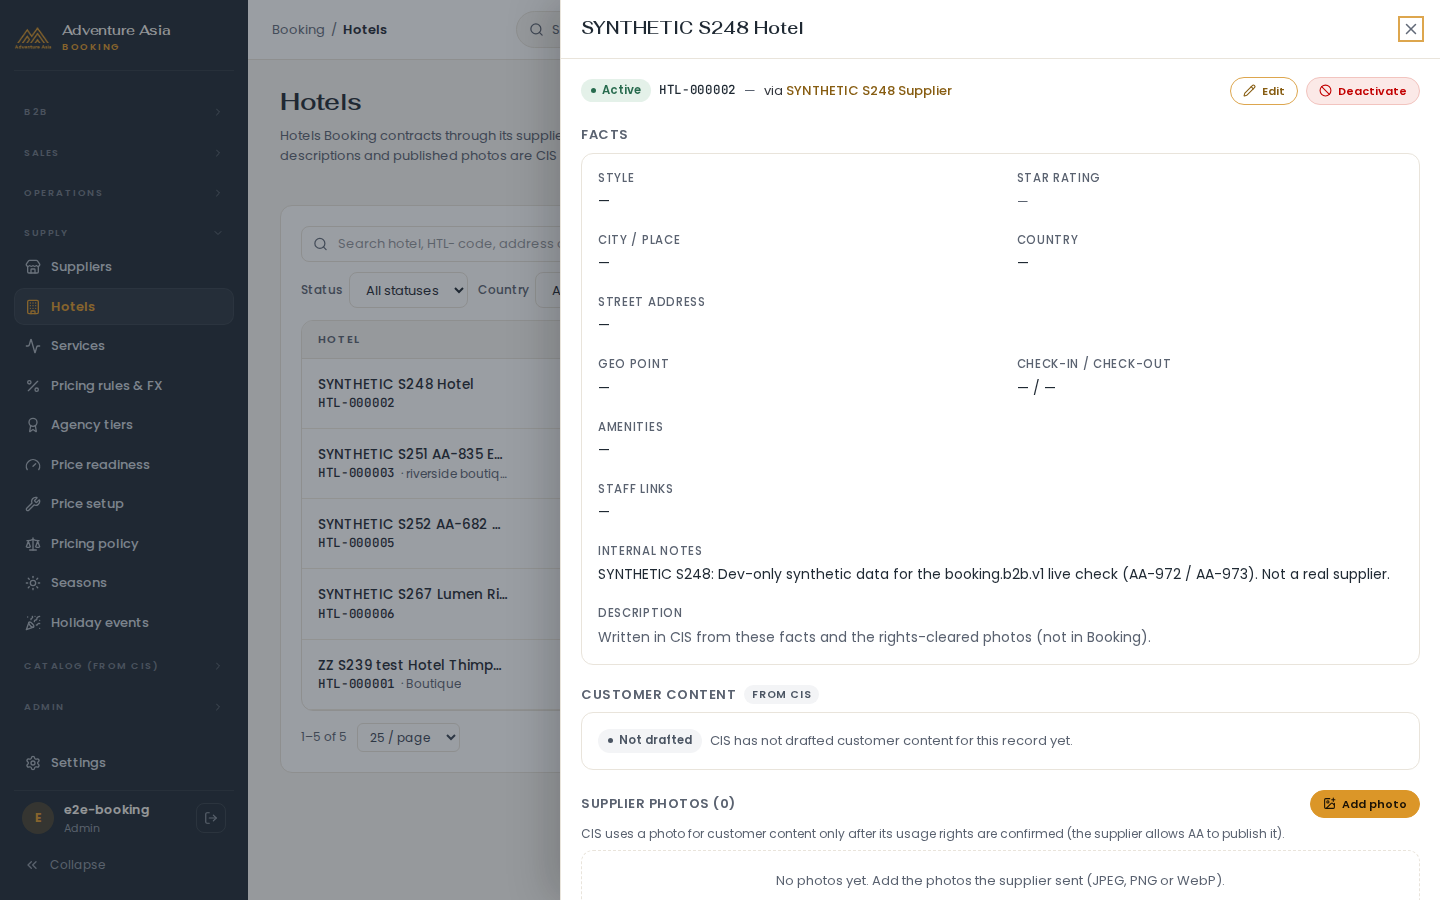 Adventure Asia
BOOKING
Adventure Asia
B2B
SALES
OPERATIONS
SUPPLY
Suppliers
Hotels
Services
Pricing rules & FX
Agency tiers
Price readiness
Price setup
Pricing policy
Seasons
Holiday events
CATALOG (FROM CIS)
ADMIN
Settings
E
e2e-booking
Admin
Collapse
Booking / Hotels
S
Hotels
Hotels Booking contracts through its supplie
descriptions and published photos are CIS
Search hotel, HTL- code, address
Status All statuses Country A
HOTEL
SYNTHETIC S248 Hotel
HTL-000002
SYNTHETIC S251 AA-835 E...
HTL-000003 · riverside boutiq...
SYNTHETIC S252 AA-682 ...
HTL-000005
SYNTHETIC S267 Lumen Ri...
HTL-000006
ZZ S239 test Hotel Thimp...
HTL-000001 · Boutique
1–5 of 5 25 / page
SYNTHETIC S248 Hotel
Active HTL-000002 — via SYNTHETIC S248 Supplier
Edit Deactivate
FACTS
STYLE
—
STAR RATING
—
CITY / PLACE
—
COUNTRY
—
STREET ADDRESS
—
GEO POINT
—
CHECK-IN / CHECK-OUT
— / —
AMENITIES
—
STAFF LINKS
—
INTERNAL NOTES
SYNTHETIC S248: Dev-only synthetic data for the booking.b2b.v1 live check (AA-972 / AA-973). Not a real supplier.
DESCRIPTION
Written in CIS from these facts and the rights-cleared photos (not in Booking).
CUSTOMER CONTENT FROM CIS
Not drafted CIS has not drafted customer content for this record yet.
SUPPLIER PHOTOS (0)
Add photo
CIS uses a photo for customer content only after its usage rights are confirmed (the supplier allows AA to publish it).
No photos yet. Add the photos the supplier sent (JPEG, PNG or WebP).